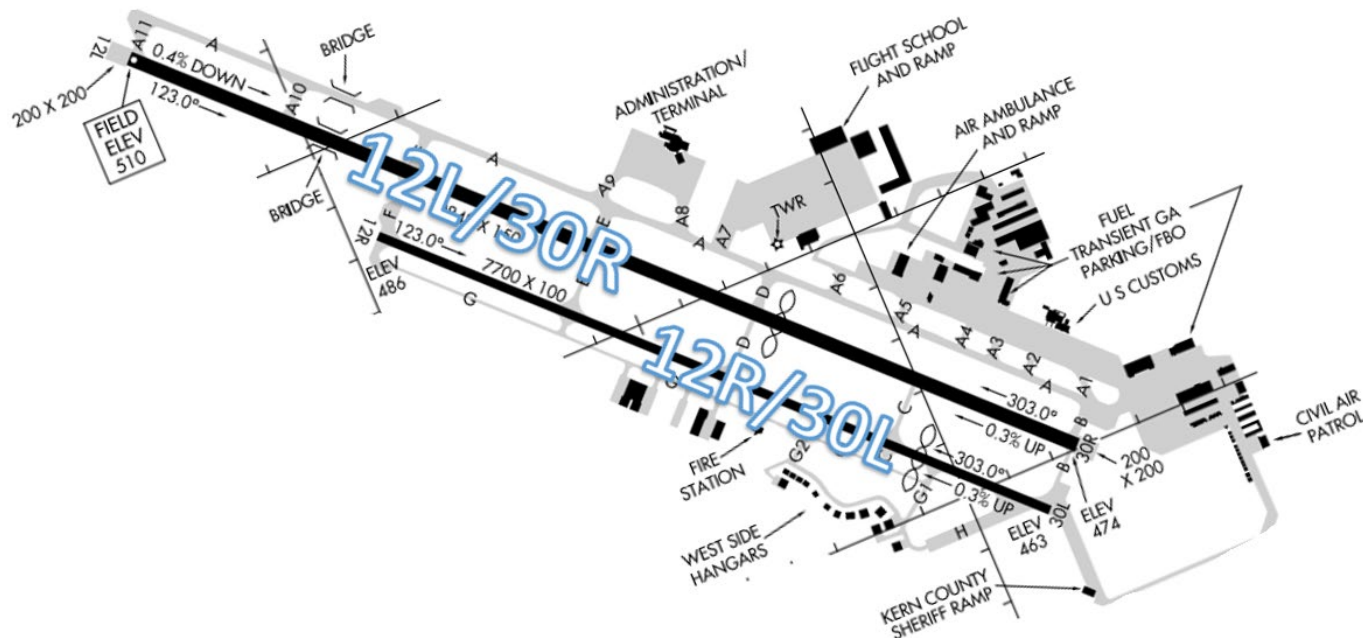 A11
A
12L
0.4% DOWN
123.0°
200 X 200
FIELD
ELEV
510
A10
BRIDGE
BRIDGE
A
ADMINISTRATION/
TERMINAL
A9
A8
A
A7
TWR
FLIGHT SCHOOL
AND RAMP
AIR AMBULANCE
AND RAMP
FUEL
TRANSIENT GA
PARKING/FBO
U S CUSTOMS
12L/30R
F
E
12R
123.0°
7700 X 100
ELEV
486
G
D
D
A6
A5
A
A4
A3
A2
A
A1
12R/30L
C
C
303.0°
0.3% UP
B
30R
B
200
X 200
CIVIL AIR
PATROL
303.0°
0.3% UP
30L
ELEV
474
ELEV
463
FIRE
STATION
G2
G1
H
WEST SIDE
HANGARS
KERN COUNTY
SHERIFF RAMP